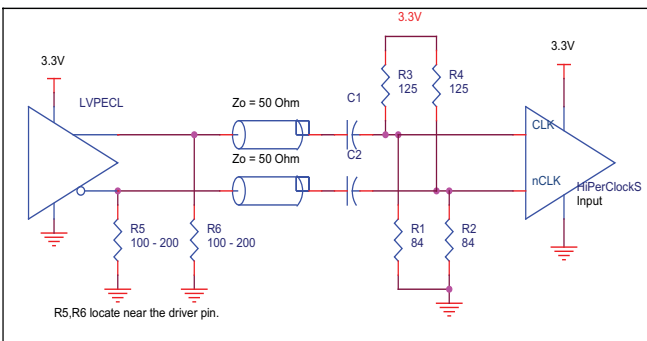 3.3V
3.3V
3.3V
LVPECL
R3
125
R4
125
Zo = 50 Ohm
C1
CLK
Zo = 50 Ohm
C2
nCLK
HiPerClockS
Input
R5
100 - 200
R6
100 - 200
R1
84
R2
84
R5,R6 locate near the driver pin.